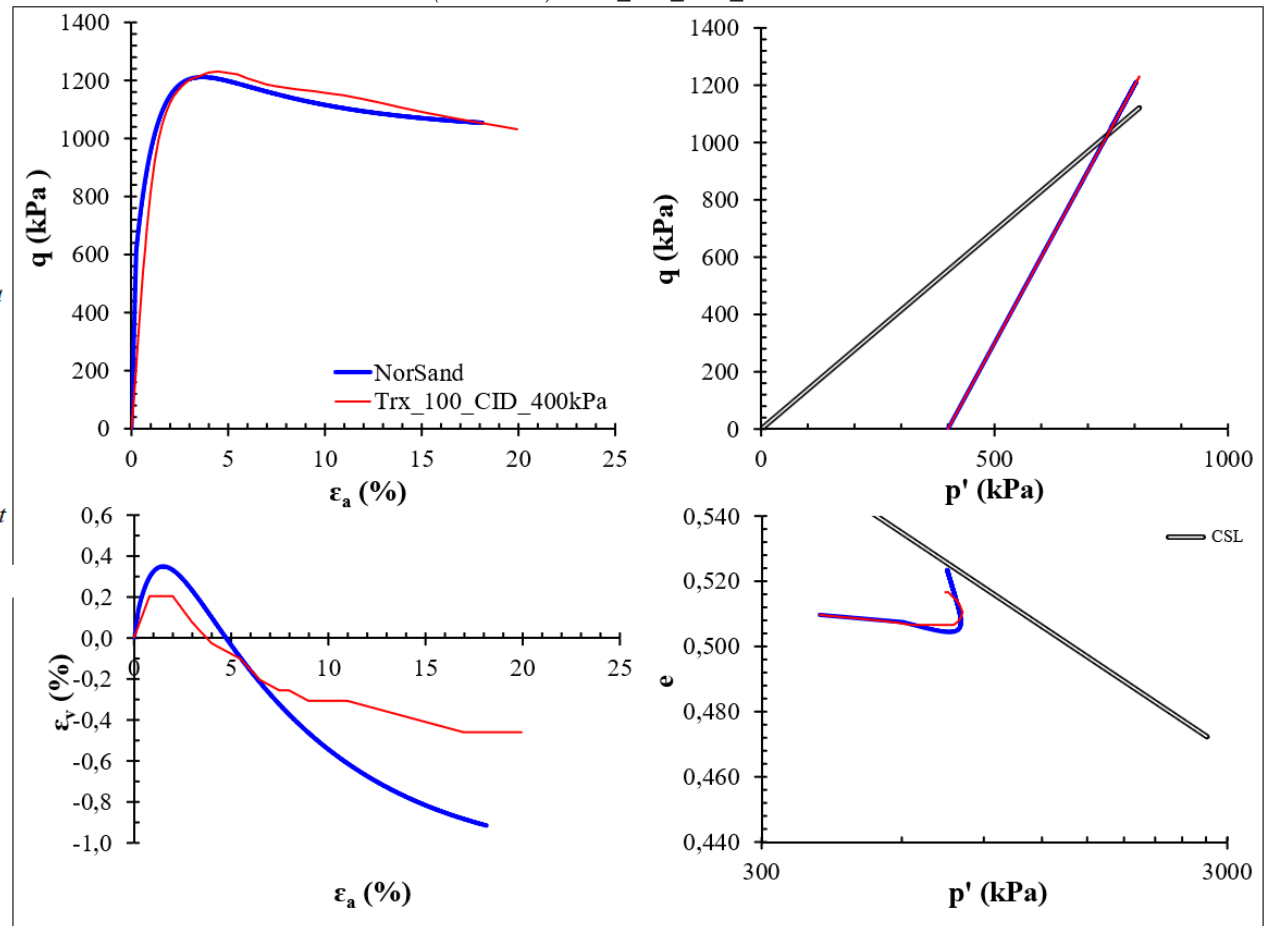 1400
1200
1000
800
600
400
200
0
q (kPa )
0 5 10 15 20 25
εa (%)
NorSand
Trx_100_CID_400kPa
1400
1200
1000
800
600
400
200
0
q (kPa)
0 500 1000
p' (kPa)
t
0,6
0,4
0,2
0,0
-0,2
-0,4
-0,6
-0,8
-1,0
εv (%)
0 5 10 15 20 25
εa (%)
0,540
0,520
0,500
0,480
0,460
0,440
e
CSL
300 3000
p' (kPa)